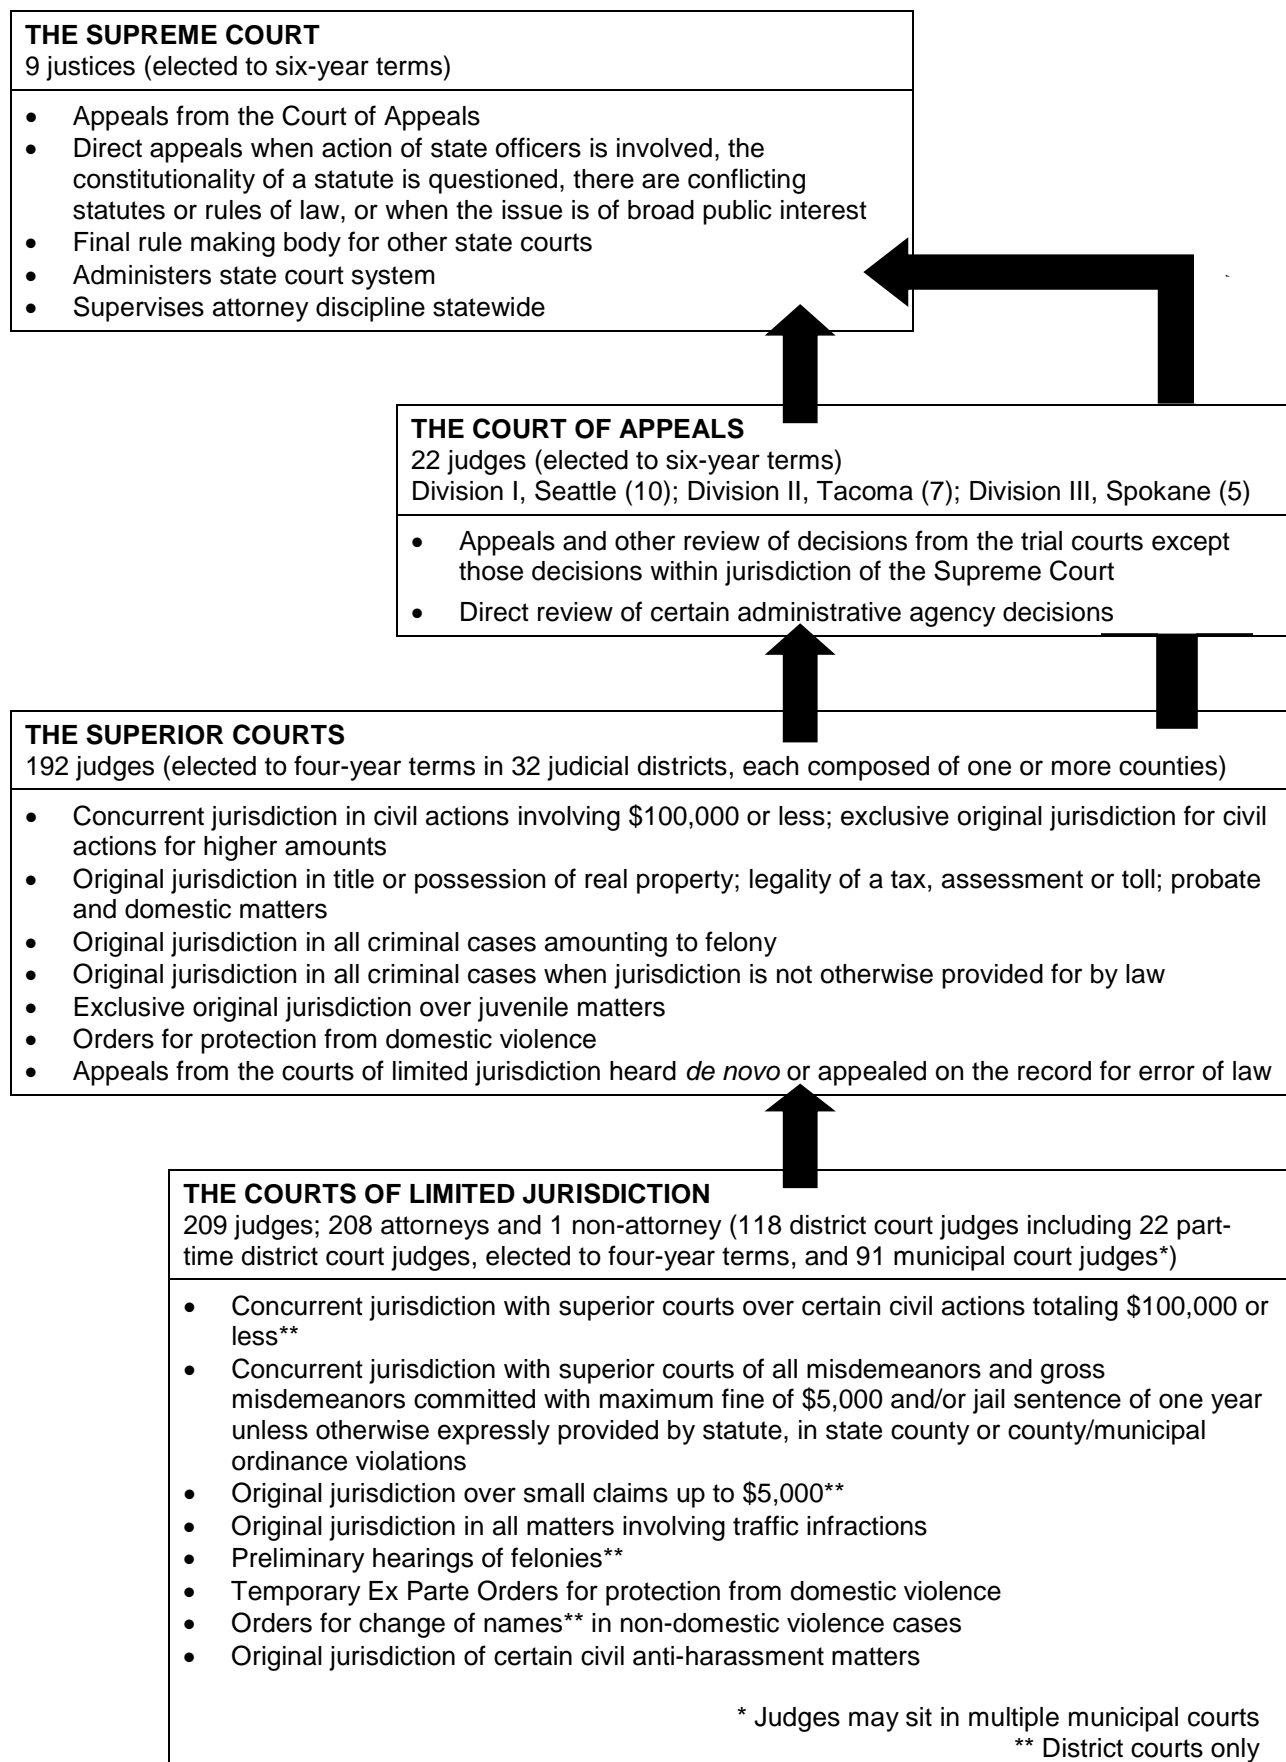 THE SUPREME COURT
9 justices (elected to six-year terms)
• Appeals from the Court of Appeals
• Direct appeals when action of state officers is involved, the
constitutionality of a statute is questioned, there are conflicting
statutes or rules of law, or when the issue is of broad public interest
• Final rule making body for other state courts
• Administers state court system
• Supervises attorney discipline statewide
THE COURT OF APPEALS
22 judges (elected to six-year terms)
Division I, Seattle (10); Division II, Tacoma (7); Division III, Spokane (5)
• Appeals and other review of decisions from the trial courts except
those decisions within jurisdiction of the Supreme Court
• Direct review of certain administrative agency decisions
THE SUPERIOR COURTS
192 judges (elected to four-year terms in 32 judicial districts, each composed of one or more counties)
• Concurrent jurisdiction in civil actions involving $100,000 or less; exclusive original jurisdiction for civil
actions for higher amounts
• Original jurisdiction in title or possession of real property; legality of a tax, assessment or toll; probate
and domestic matters
• Original jurisdiction in all criminal cases amounting to felony
• Original jurisdiction in all criminal cases when jurisdiction is not otherwise provided for by law
• Exclusive original jurisdiction over juvenile matters
• Orders for protection from domestic violence
• Appeals from the courts of limited jurisdiction heard de novo or appealed on the record for error of law
THE COURTS OF LIMITED JURISDICTION
209 judges; 208 attorneys and 1 non-attorney (118 district court judges including 22 part-
time district court judges, elected to four-year terms, and 91 municipal court judges*)
• Concurrent jurisdiction with superior courts over certain civil actions totaling $100,000 or
less**
• Concurrent jurisdiction with superior courts of all misdemeanors and gross
misdemeanors committed with maximum fine of $5,000 and/or jail sentence of one year
unless otherwise expressly provided by statute, in state county or county/municipal
ordinance violations
• Original jurisdiction over small claims up to $5,000**
• Original jurisdiction in all matters involving traffic infractions
• Preliminary hearings of felonies**
• Temporary Ex Parte Orders for protection from domestic violence
• Orders for change of names** in non-domestic violence cases
• Original jurisdiction of certain civil anti-harassment matters
* Judges may sit in multiple municipal courts
** District courts only